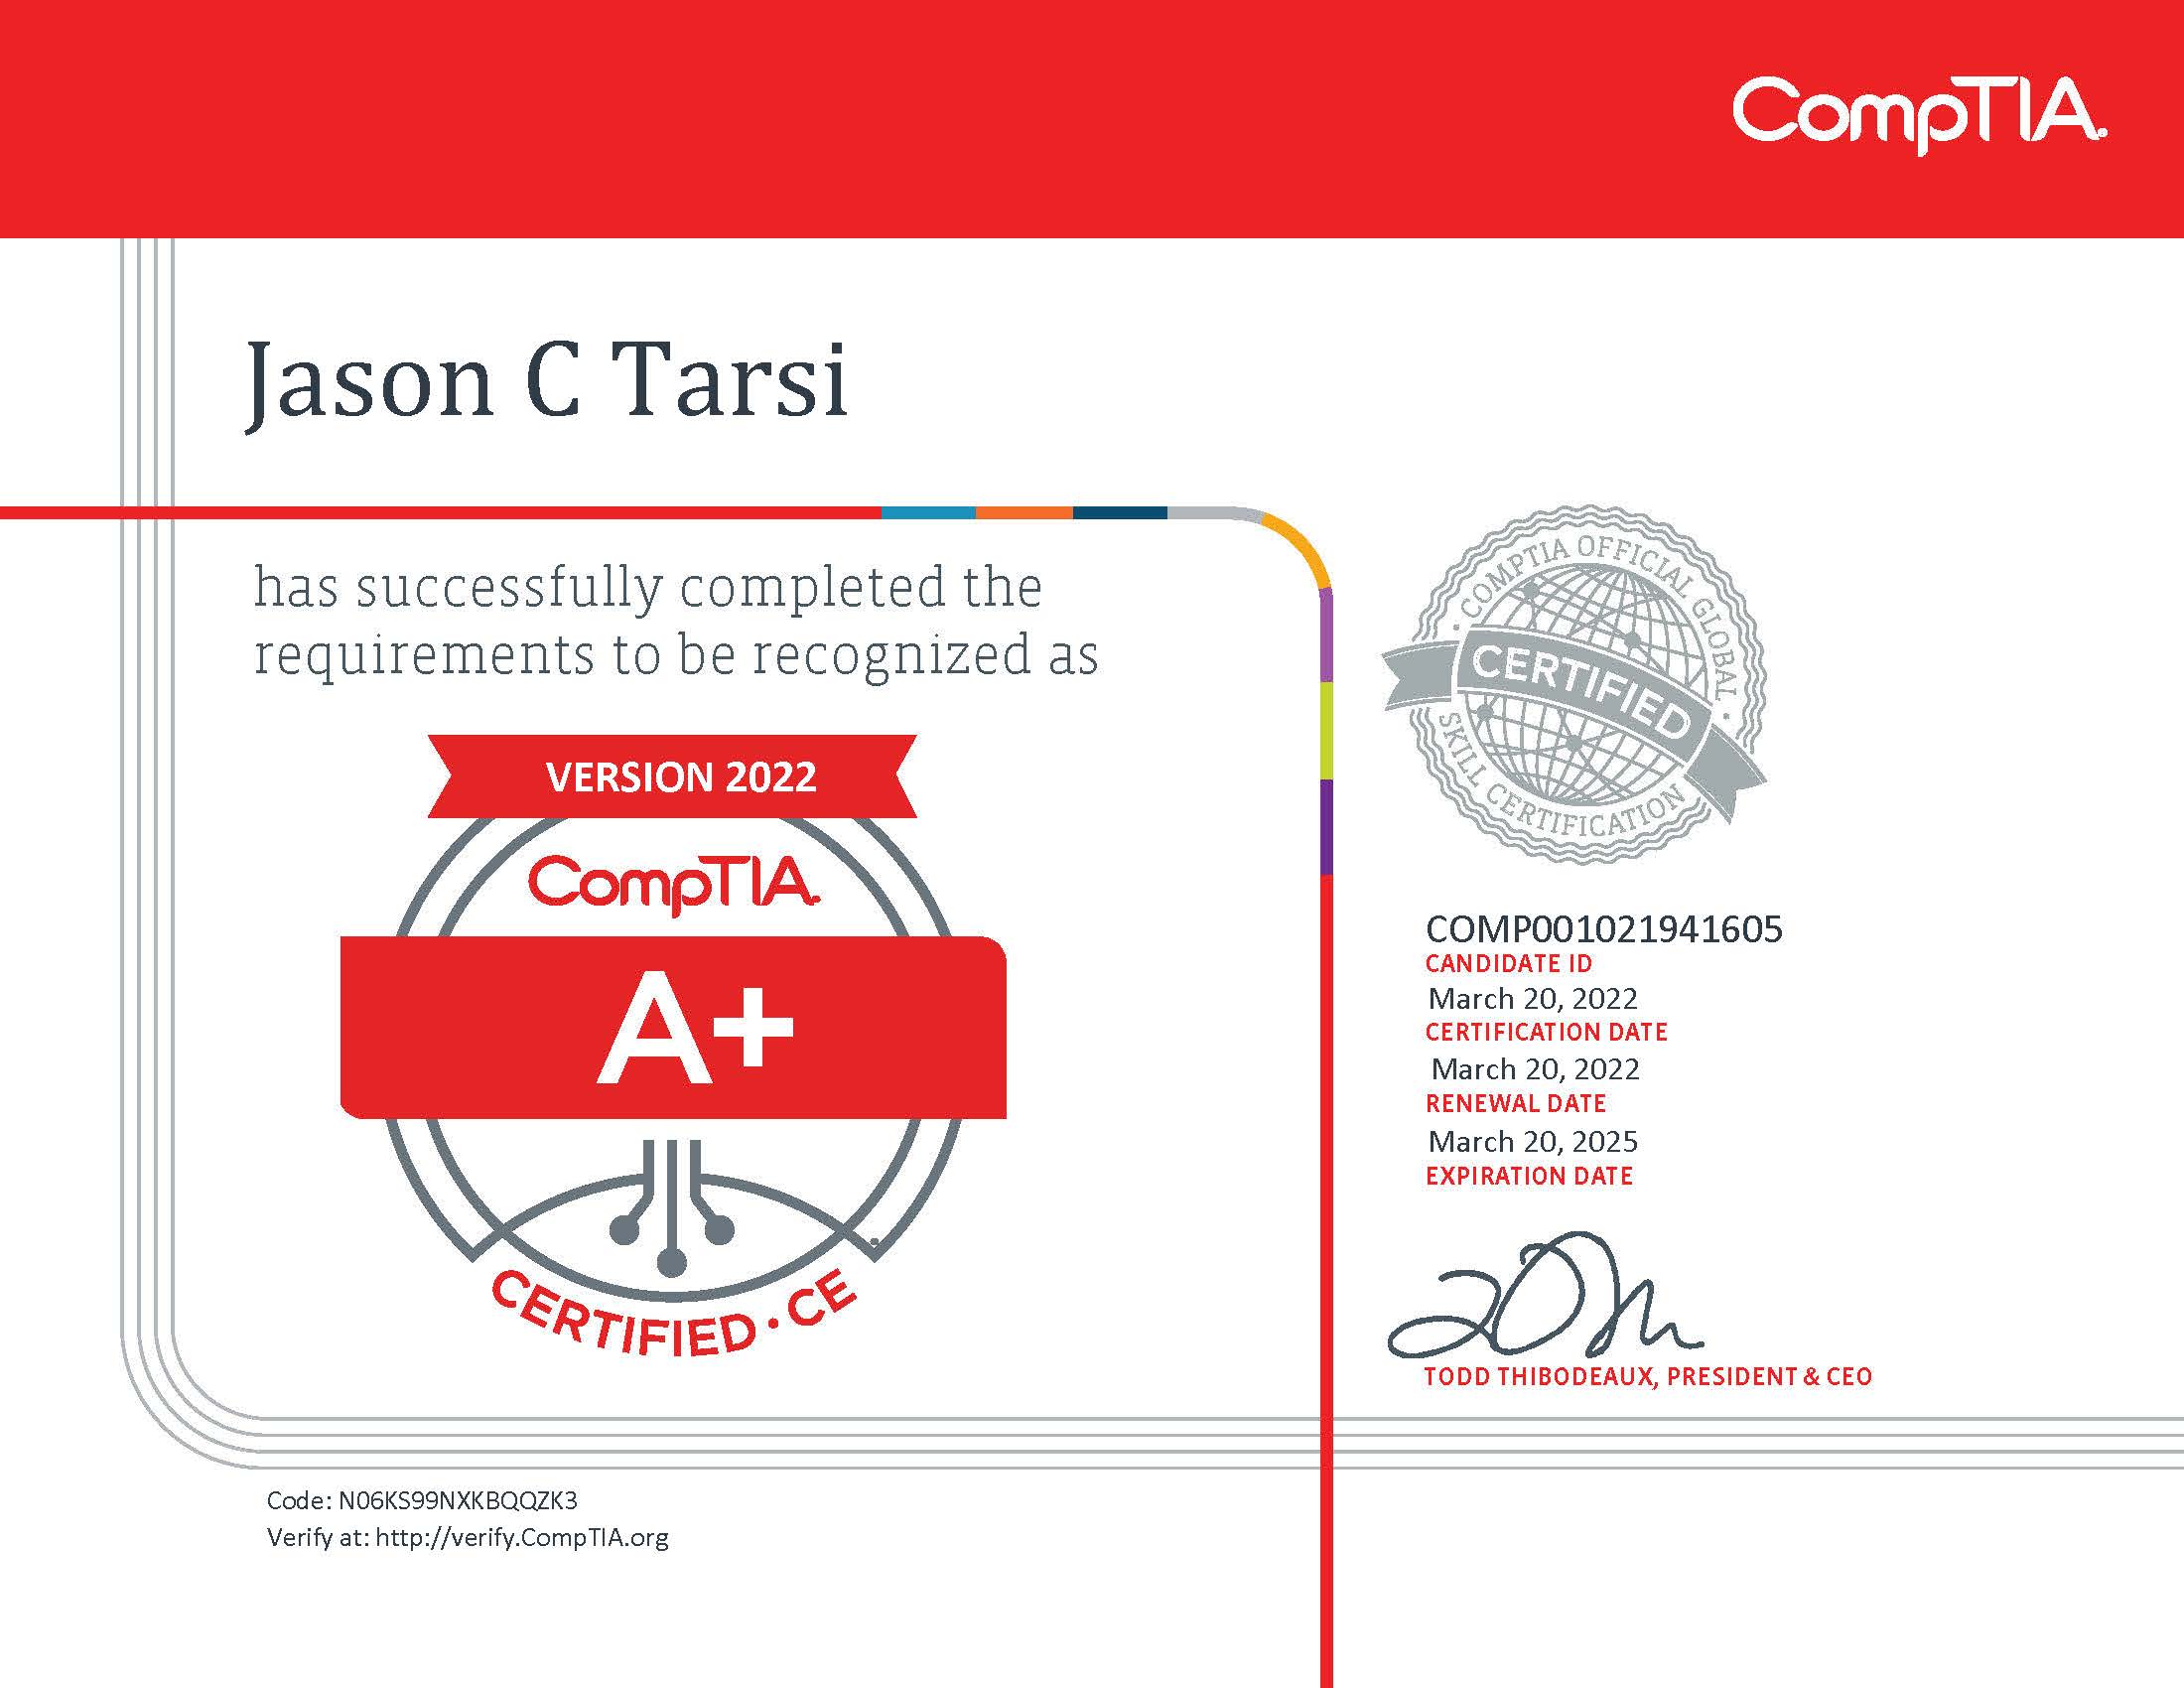 CompTIA.
Jason C Tarsi
has successfully completed the
requirements to be recognized as
VERSION 2022
CompTIA.
A+
CERTIFIED • CE
• COMPTIA OFFICIAL GLOBAL •
CERTIFIED
SKILL CERTIFICATION
COMP001021941605
CANDIDATE ID
March 20, 2022
CERTIFICATION DATE
March 20, 2022
RENEWAL DATE
March 20, 2025
EXPIRATION DATE
TODD THIBODEAUX, PRESIDENT & CEO
Code: N06KS99NXKBQQZK3
Verify at: http://verify.CompTIA.org